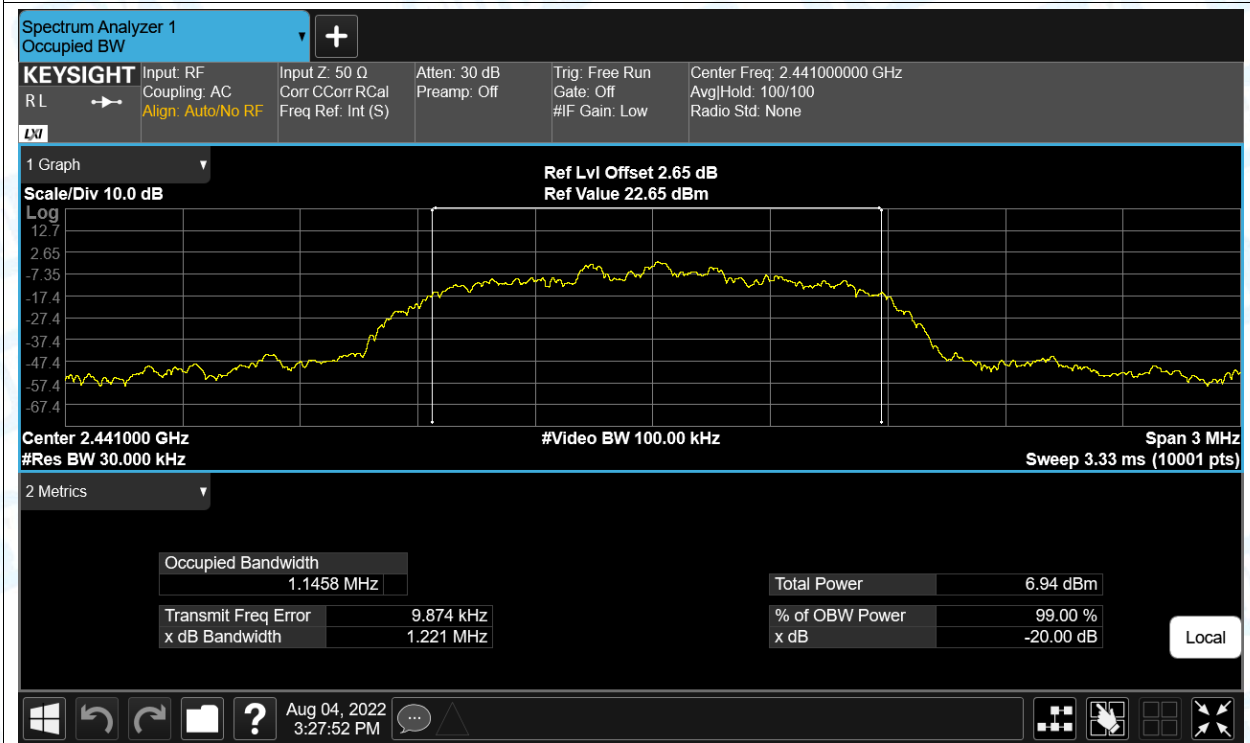 Spectrum Analyzer 1
Occupied BW
+
KEYSIGHT Input: RF Input Z: 50 Ω Atten: 30 dB Trig: Free Run Center Freq: 2.441000000 GHz
R L Coupling: AC Corr CCorr RCal Preamp: Off Gate: Off Avg|Hold: 100/100
Align: Auto/No RF Freq Ref: Int (S) #IF Gain: Low Radio Std: None
LXI
1 Graph
Ref Lvl Offset 2.65 dB
Scale/Div 10.0 dB Ref Value 22.65 dBm
Log
12.7
2.65
-7.35
-17.4
-27.4
-37.4
-47.4
-57.4
-67.4
Center 2.441000 GHz #Video BW 100.00 kHz Span 3 MHz
#Res BW 30.000 kHz Sweep 3.33 ms (10001 pts)
2 Metrics
Occupied Bandwidth
1.1458 MHz Total Power 6.94 dBm
Transmit Freq Error 9.874 kHz % of OBW Power 99.00 %
x dB Bandwidth 1.221 MHz x dB -20.00 dB
Local
? Aug 04, 2022
3:27:52 PM